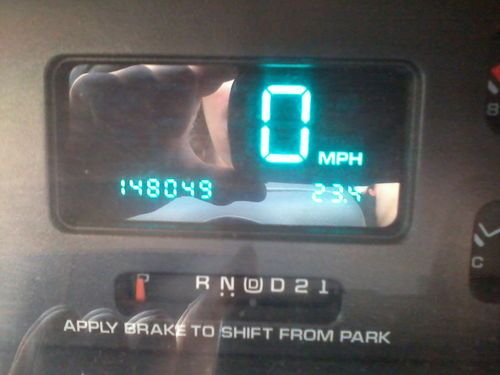 0 MPH
148049 23.4
R N D D 2 1
APPLY BRAKE TO SHIFT FROM PARK
C